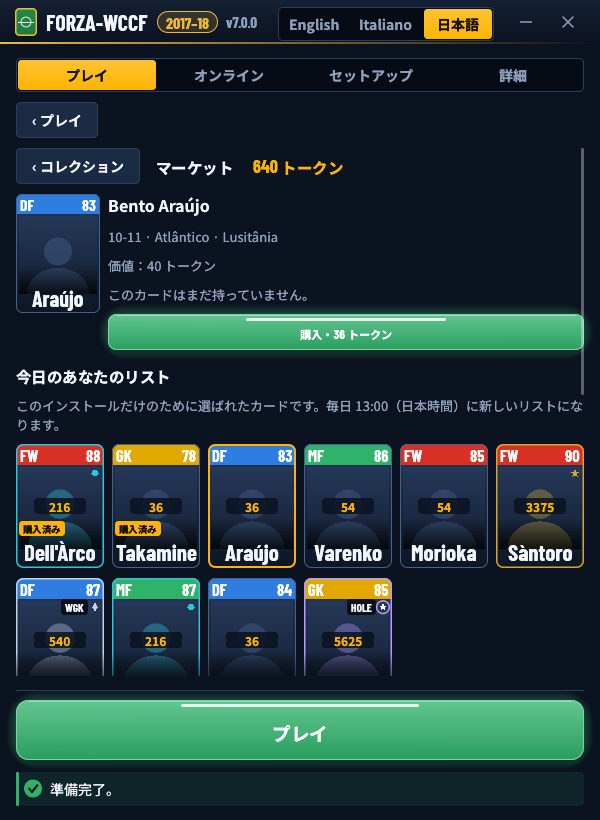 FORZA-WCCF 2017-18 v7.0.0 English Italiano 日本語
プレイ オンライン セットアップ 詳細
‹ プレイ
‹ コレクション マーケット 640 トークン
DF 83 Bento Araújo
10-11 · Atlântico · Lusitânia
価値：40 トークン
Araújo このカードはまだ持っていません。
購入・36 トークン
今日のあなたのリスト
このインストールだけのために選ばれたカードです。毎日 13:00（日本時間）に新しいリストにな
ります。
FW 88 GK 78 DF 83 MF 86 FW 85 FW 90
216 36 36 54 54 3375
購入済み 購入済み
Dell'Àrco Takamine Araújo Varenko Morioka Sàntoro
DF 87 MF 87 DF 84 GK 85
WGK HOLE
540 216 36 5625
プレイ
準備完了。